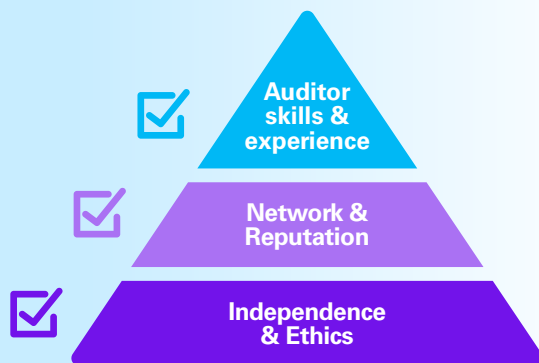 Auditor
skills &
experience
Network &
Reputation
Independence
& Ethics